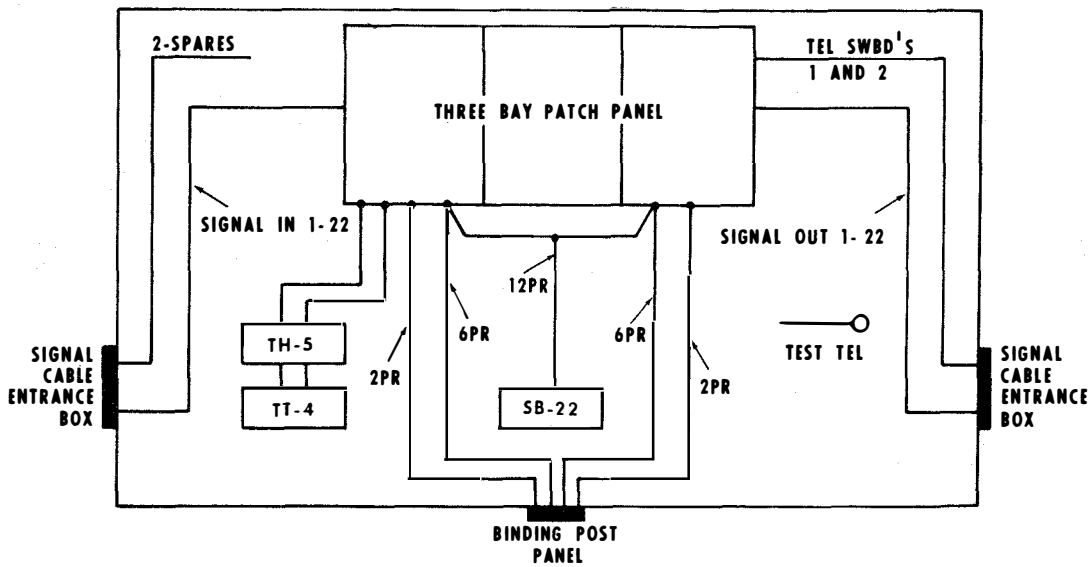 2-SPARES
TEL SWBD'S
1 AND 2
THREE BAY PATCH PANEL
SIGNAL IN 1-22
SIGNAL OUT 1-22
12PR
6PR
6PR
2PR
2PR
TH-5
TT-4
SB-22
TEST TEL
SIGNAL
CABLE
ENTRANCE
BOX
SIGNAL
CABLE
ENTRANCE
BOX
BINDING POST
PANEL